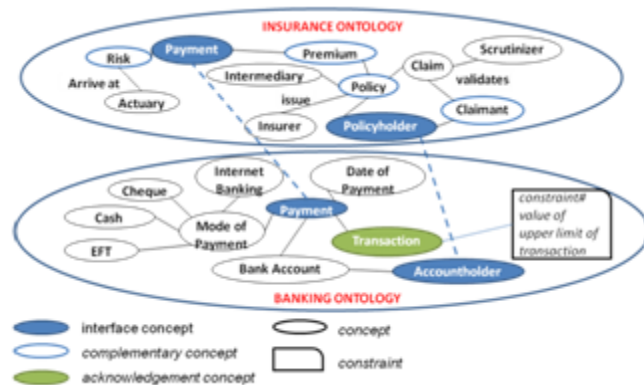 INSURANCE ONTOLOGY
Payment
Risk
Premium
Scrutinizer
Claim
Intermediary
validates
Arrive at
Policy
Actuary
issue
Claimant
Insurer
Policyholder
Internet
Banking
Date of
Payment
Cheque
constraint#
value of
upper limit of
transaction
Cash
Payment
Mode of
Payment
Transaction
EFT
Bank Account
Accountholder
BANKING ONTOLOGY
interface concept
concept
complementary concept
constraint
acknowledgement concept